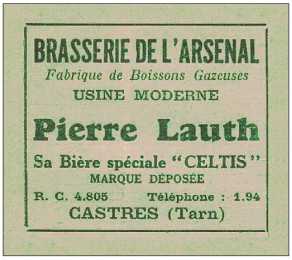 BRASSERIE DE L'ARSENAL
Fabrique de Boissons Gazeuses
USINE MODERNE
Pierre Lauth
Sa Bière spéciale "CELTIS"
MARQUE DÉPOSÉE
R. C. 4.805 Téléphone : 1.94
CASTRES (Tarn)